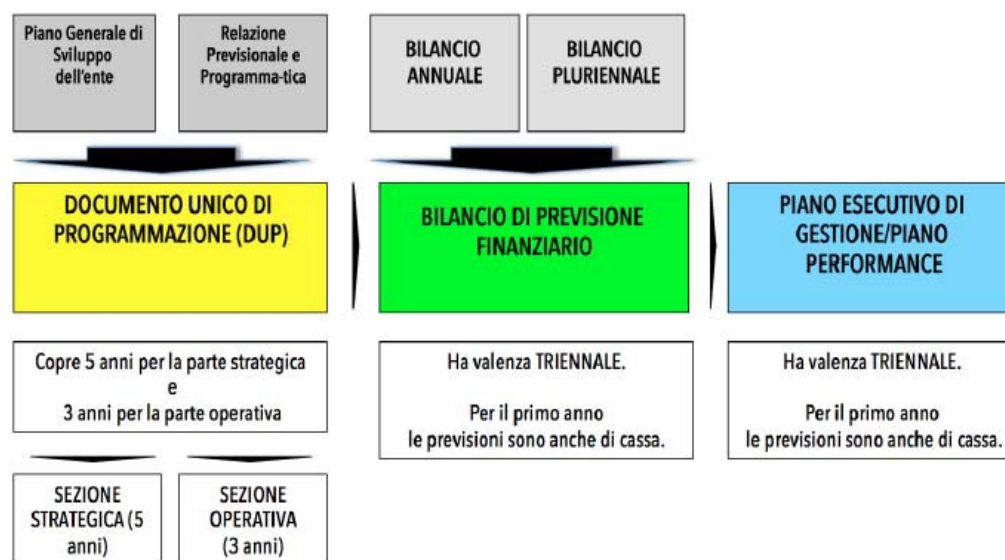 Piano Generale di
Sviluppo
dell'ente
Relazione
Previsionale e
Programma-tica
BILANCIO
ANNUALE
BILANCIO
PLURIENNALE
DOCUMENTO UNICO DI
PROGRAMMAZIONE (DUP)
BILANCIO DI PREVISIONE
FINANZIARIO
PIANO ESECUTIVO DI
GESTIONE/PIANO
PERFORMANCE
Copre 5 anni per la parte strategica
e
3 anni per la parte operativa
Ha valenza TRIENNALE.
Per il primo anno
le previsioni sono anche di cassa.
Ha valenza TRIENNALE.
Per il primo anno
le previsioni sono anche di cassa.
SEZIONE
STRATEGICA (5
anni)
SEZIONE
OPERATIVA
(3 anni)